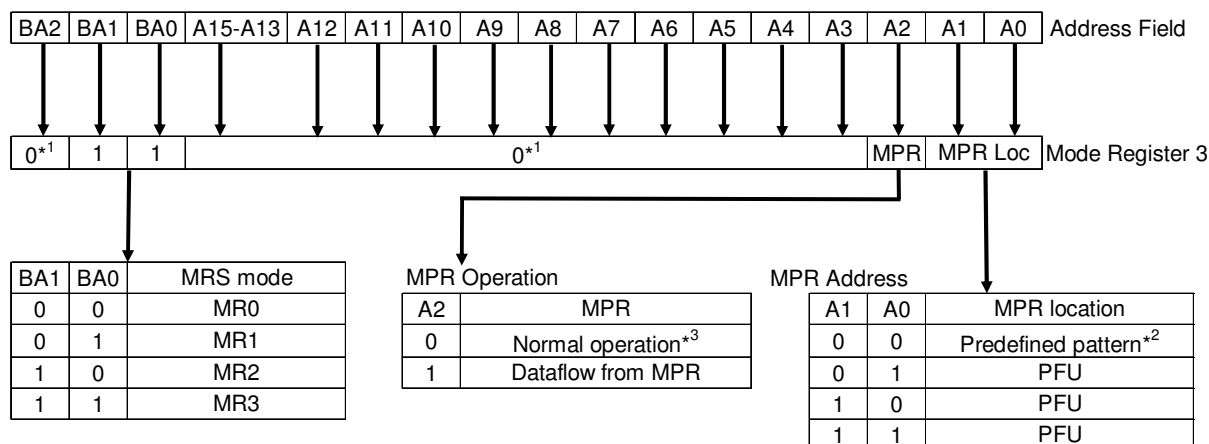 BA2 BA1 BA0 A15-A13 A12 A11 A10 A9 A8 A7 A6 A5 A4 A3 A2 A1 A0 Address Field
0*1 1 1 0*1 MPR MPR Loc Mode Register 3
BA1 BA0 MRS mode
0 0 MR0
0 1 MR1
1 0 MR2
1 1 MR3
MPR Operation
A2 MPR
0 Normal operation*3
1 Dataflow from MPR
MPR Address
A1 A0 MPR location
0 0 Predefined pattern*2
0 1 PFU
1 0 PFU
1 1 PFU